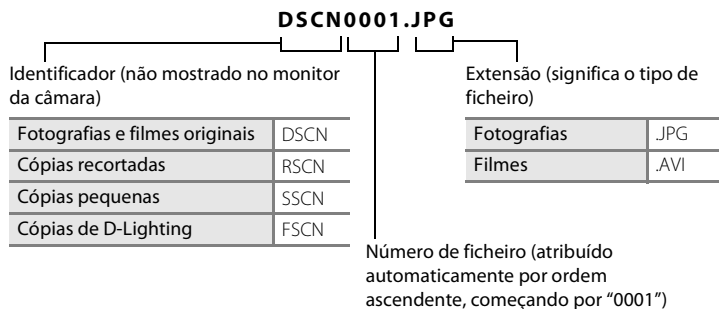 DSCN0001.JPG
Identificador (não mostrado no monitor
da câmara)
Fotografias e filmes originais DSCN
Cópias recortadas RSCN
Cópias pequenas SSCN
Cópias de D-Lighting FSCN
Extensão (significa o tipo de
ficheiro)
Fotografias .JPG
Filmes .AVI
Número de ficheiro (atribuído
automaticamente por ordem
ascendente, começando por “0001”)